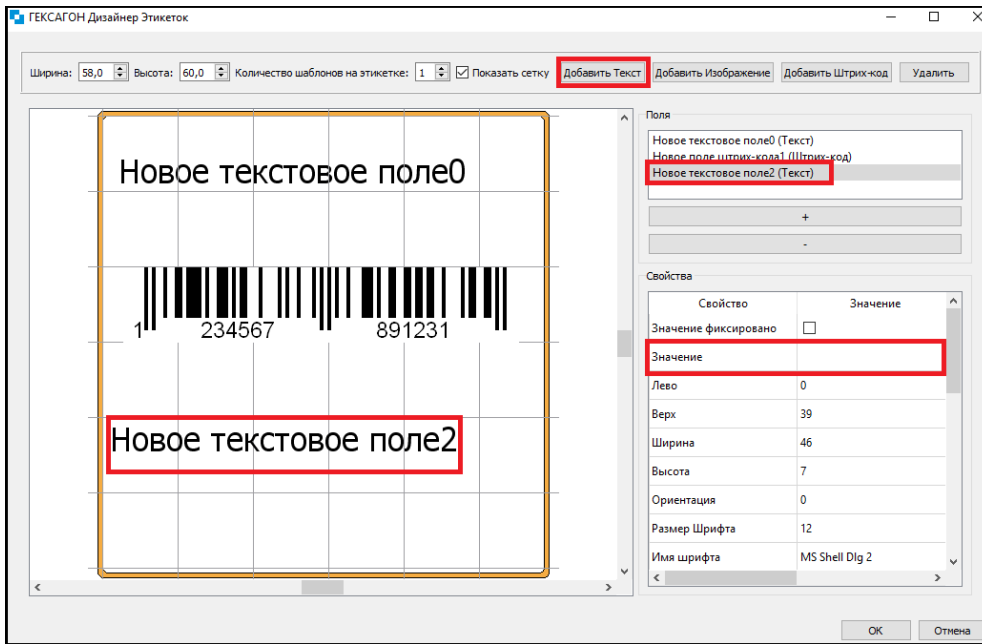 ГЕКСАГОН Дизайнер Этикеток
Ширина: 58,0 Высота: 60,0 Количество шаблонов на этикетке: 1 Показать сетку Добавить Текст Добавить Изображение Добавить Штрих-код Удалить
Новое текстовое поле0
1 234567 891231
Новое текстовое поле2
Поля
Новое текстовое поле0 (Текст)
Новое поле штрих-кода1 (Штрих-код)
Новое текстовое поле2 (Текст)
+
-
Свойства
Свойство Значение
Значение фиксировано
Значение
Лево 0
Верх 39
Ширина 46
Высота 7
Ориентация 0
Размер Шрифта 12
Имя шрифта MS Shell Dlg 2
OK Отмена